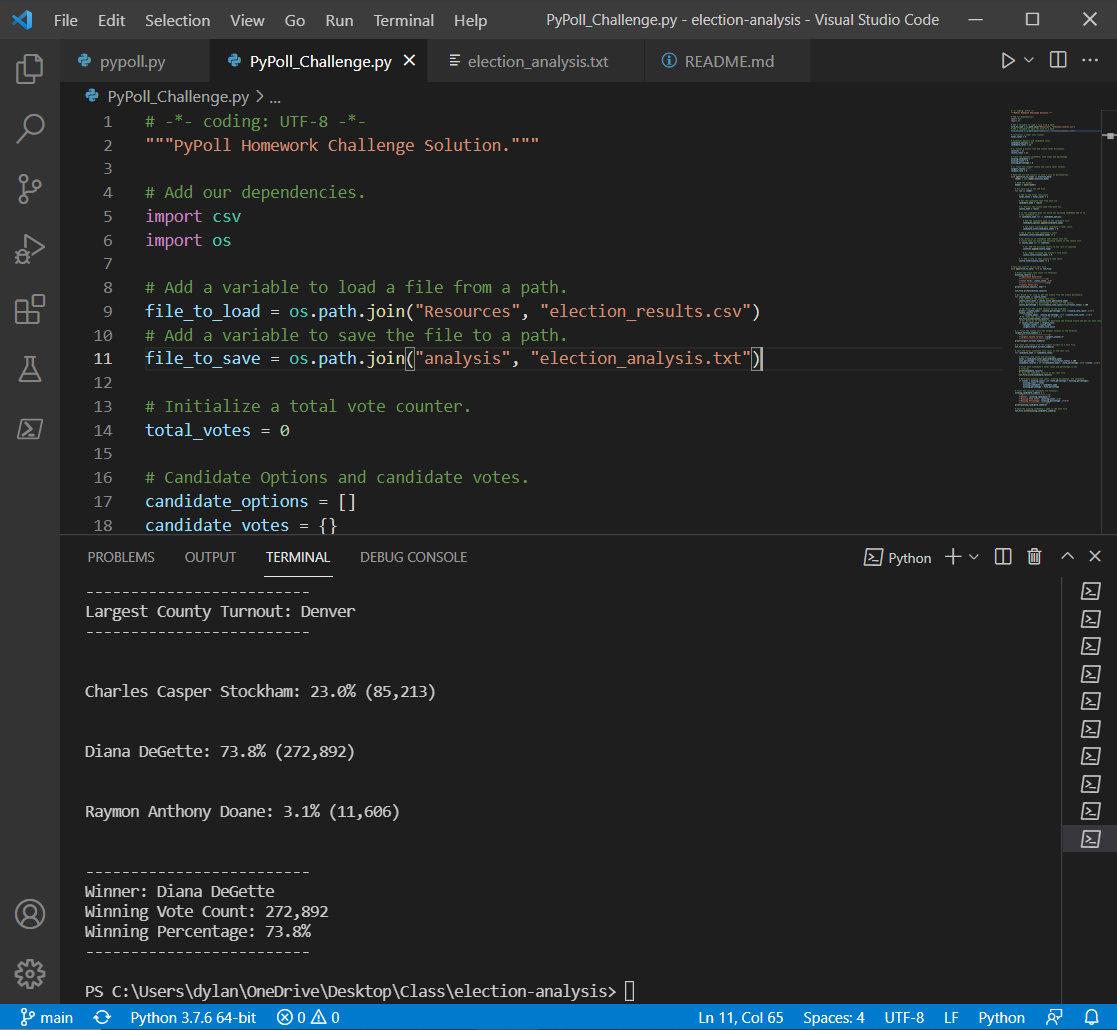 File Edit Selection View Go Run Terminal Help PyPoll_Challenge.py - election-analysis - Visual Studio Code
pypoll.py PyPoll_Challenge.py election_analysis.txt README.md
PyPoll_Challenge.py > ...
1 # -*- coding: UTF-8 -*-
2 """PyPoll Homework Challenge Solution."""
3
4 # Add our dependencies.
5 import csv
6 import os
7
8 # Add a variable to load a file from a path.
9 file_to_load = os.path.join("Resources", "election_results.csv")
10 # Add a variable to save the file to a path.
11 file_to_save = os.path.join("analysis", "election_analysis.txt")
12
13 # Initialize a total vote counter.
14 total_votes = 0
15
16 # Candidate Options and candidate votes.
17 candidate_options = []
18 candidate_votes = {}
PROBLEMS OUTPUT TERMINAL DEBUG CONSOLE Python
-------------------------
Largest County Turnout: Denver
-------------------------
Charles Casper Stockham: 23.0% (85,213)
Diana DeGette: 73.8% (272,892)
Raymon Anthony Doane: 3.1% (11,606)
-------------------------
Winner: Diana DeGette
Winning Vote Count: 272,892
Winning Percentage: 73.8%
-------------------------
PS C:\Users\dylan\OneDrive\Desktop\Class\election-analysis>
main Python 3.7.6 64-bit 0 0 Ln 11, Col 65 Spaces: 4 UTF-8 LF Python